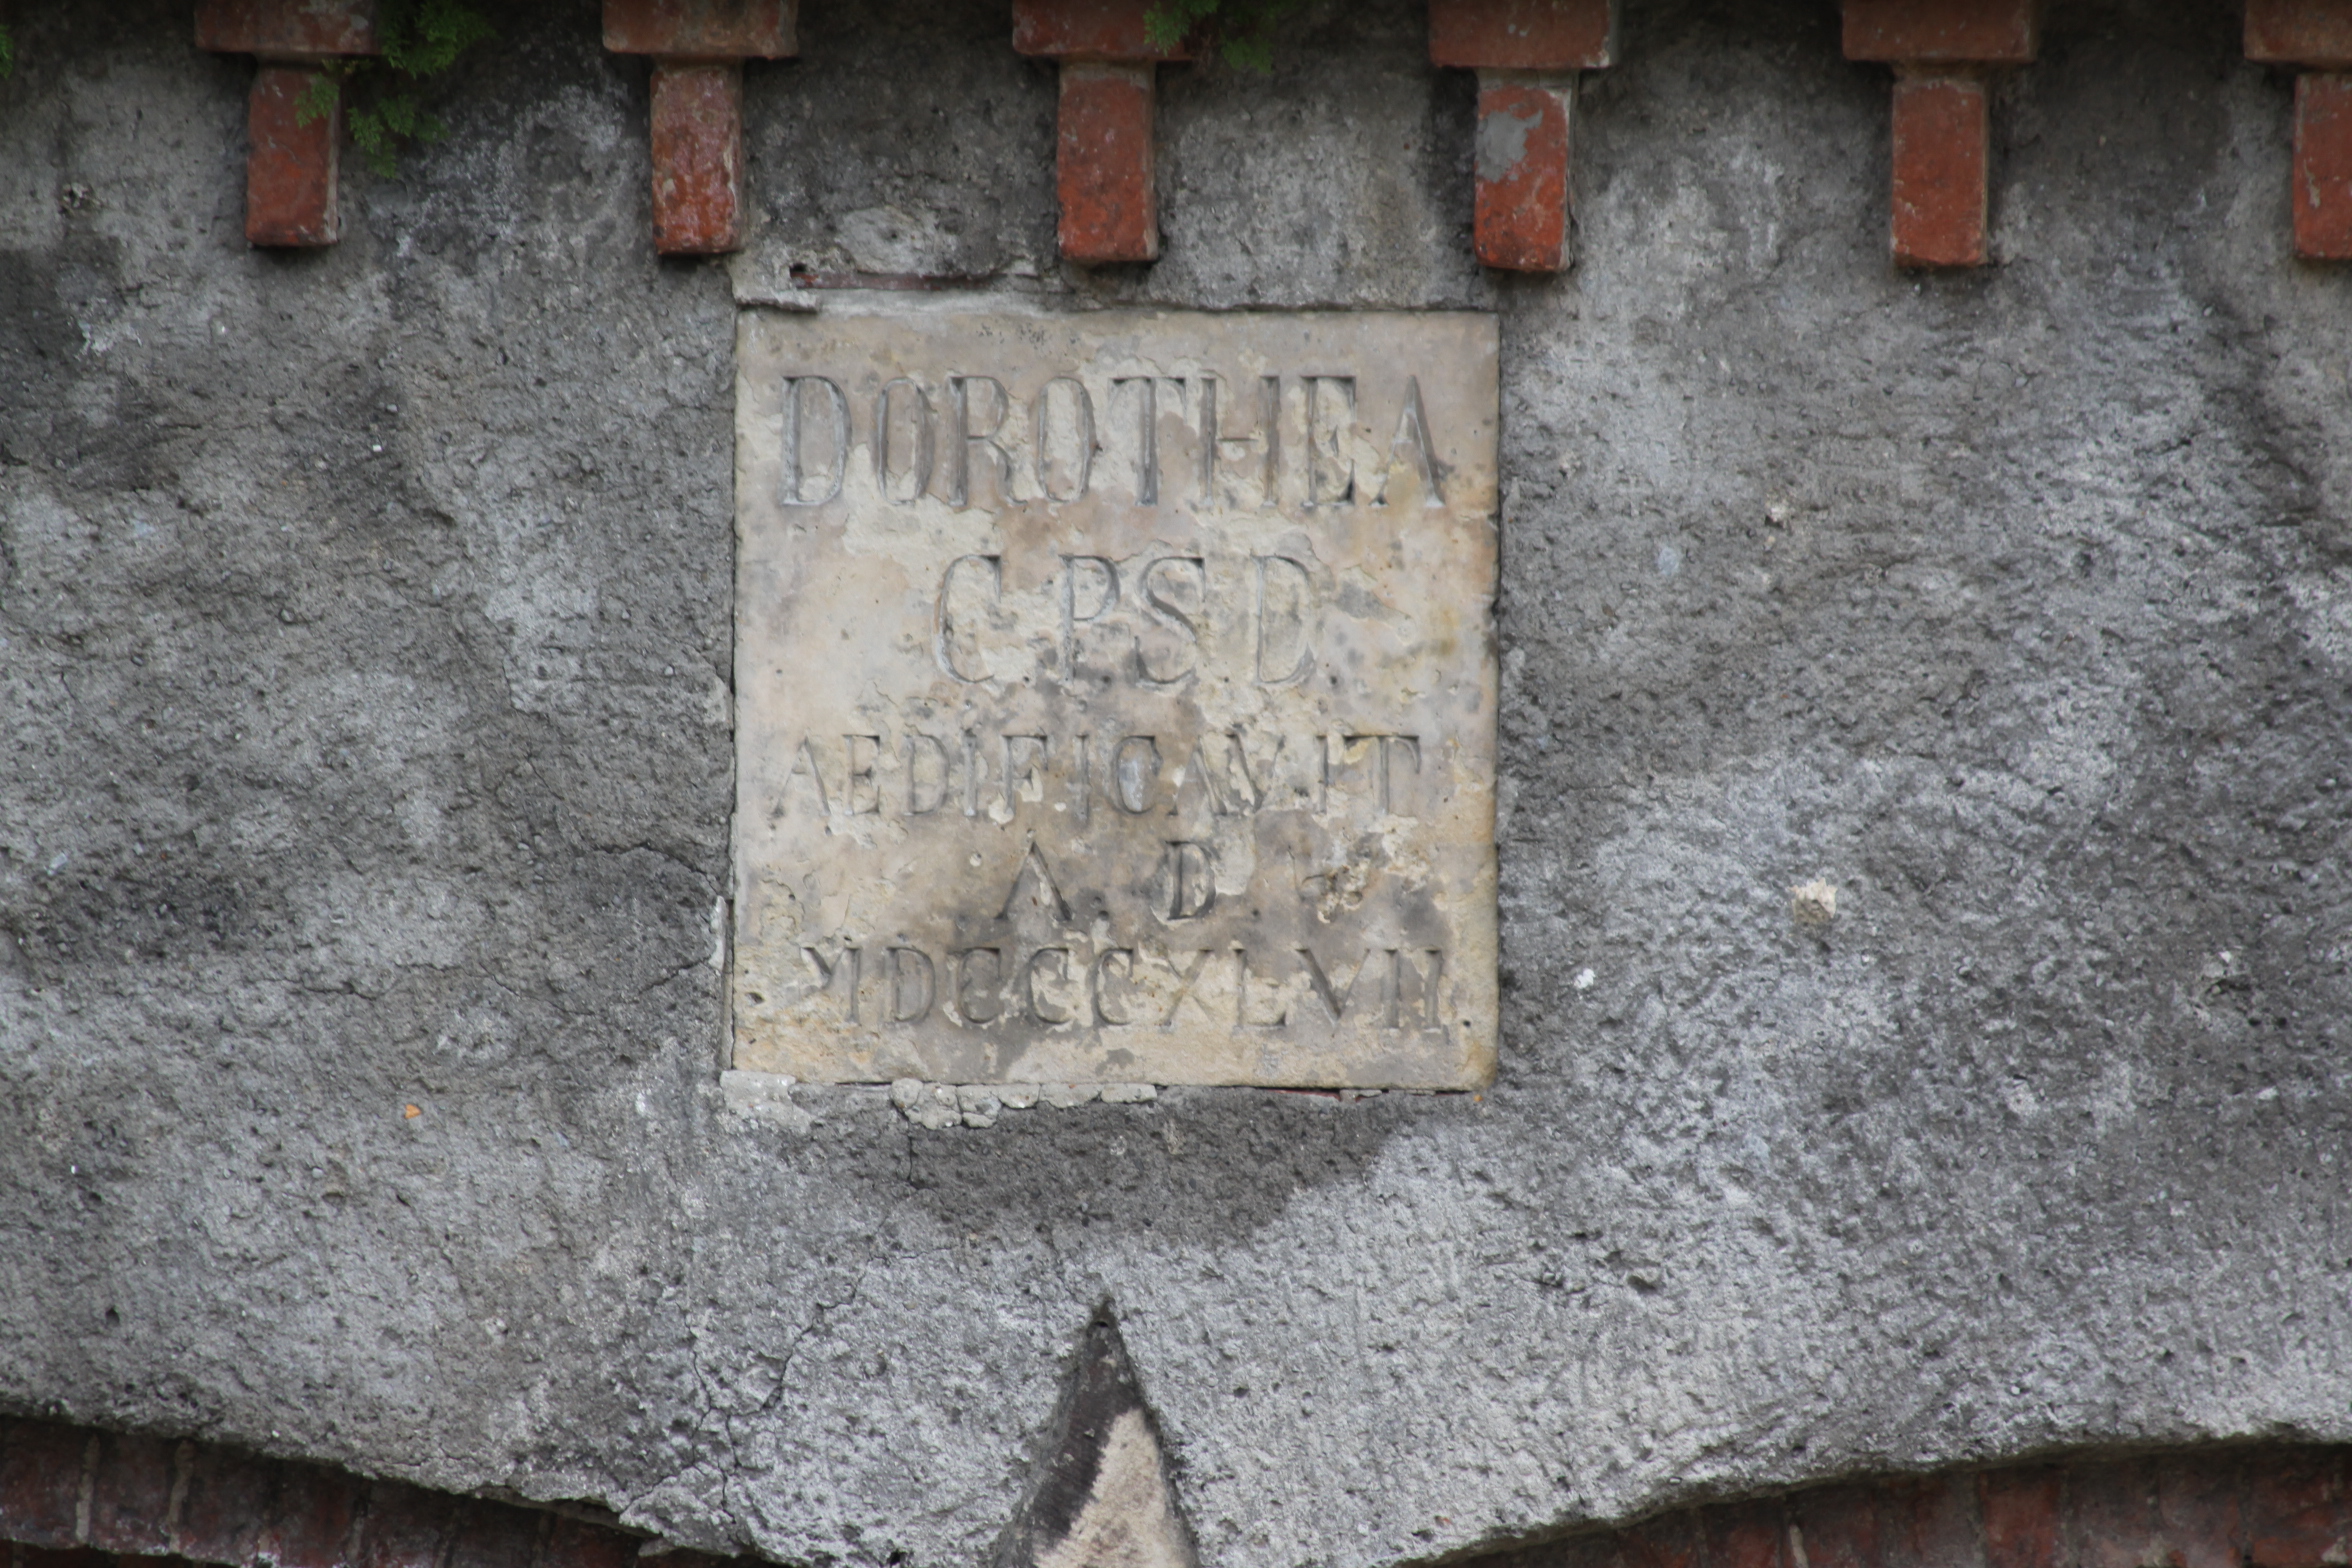 DOROTHEA
C.P.S.D
AEDIFICAVIT
A. D
MDCCCXLVII